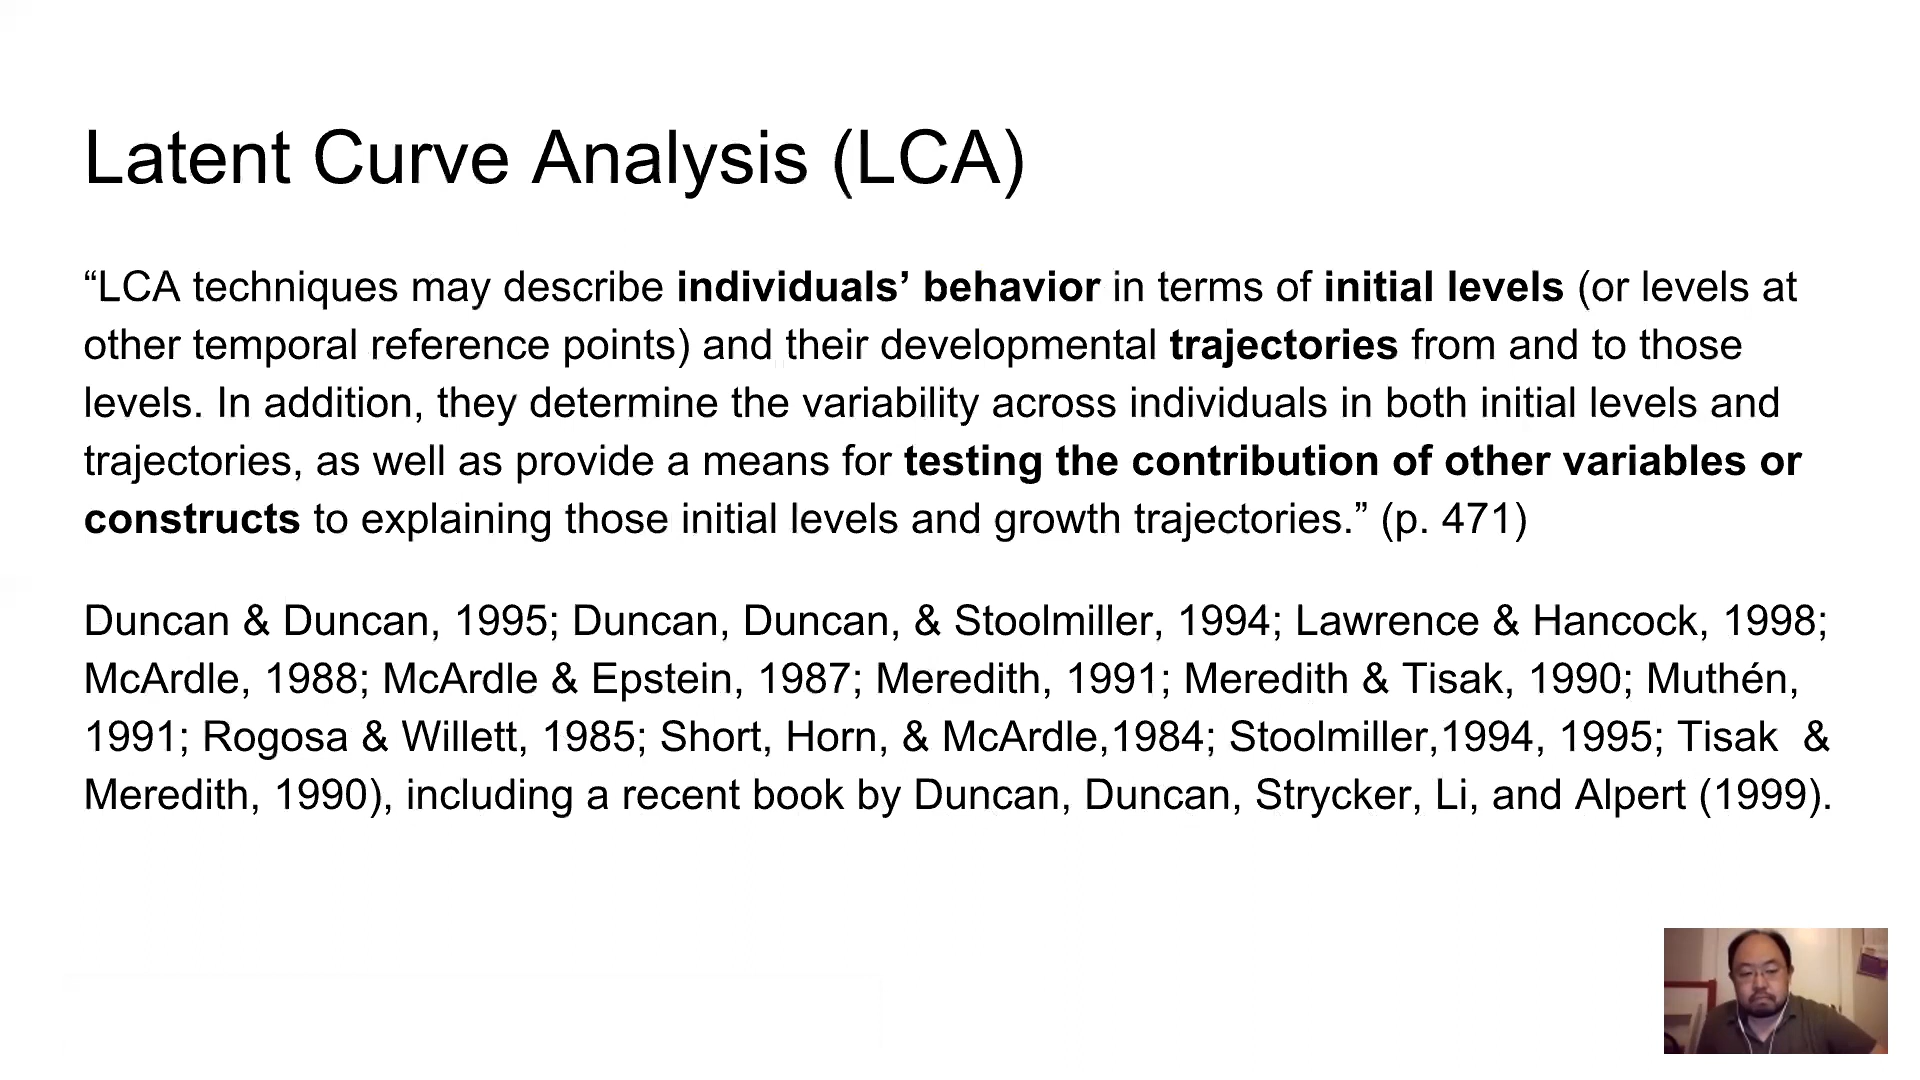 Latent Curve Analysis (LCA)
“LCA techniques may describe individuals’ behavior in terms of initial levels (or levels at
other temporal reference points) and their developmental trajectories from and to those
levels. In addition, they determine the variability across individuals in both initial levels and
trajectories, as well as provide a means for testing the contribution of other variables or
constructs to explaining those initial levels and growth trajectories.” (p. 471)
Duncan & Duncan, 1995; Duncan, Duncan, & Stoolmiller, 1994; Lawrence & Hancock, 1998;
McArdle, 1988; McArdle & Epstein, 1987; Meredith, 1991; Meredith & Tisak, 1990; Muthén,
1991; Rogosa & Willett, 1985; Short, Horn, & McArdle,1984; Stoolmiller,1994, 1995; Tisak  &
Meredith, 1990), including a recent book by Duncan, Duncan, Strycker, Li, and Alpert (1999).